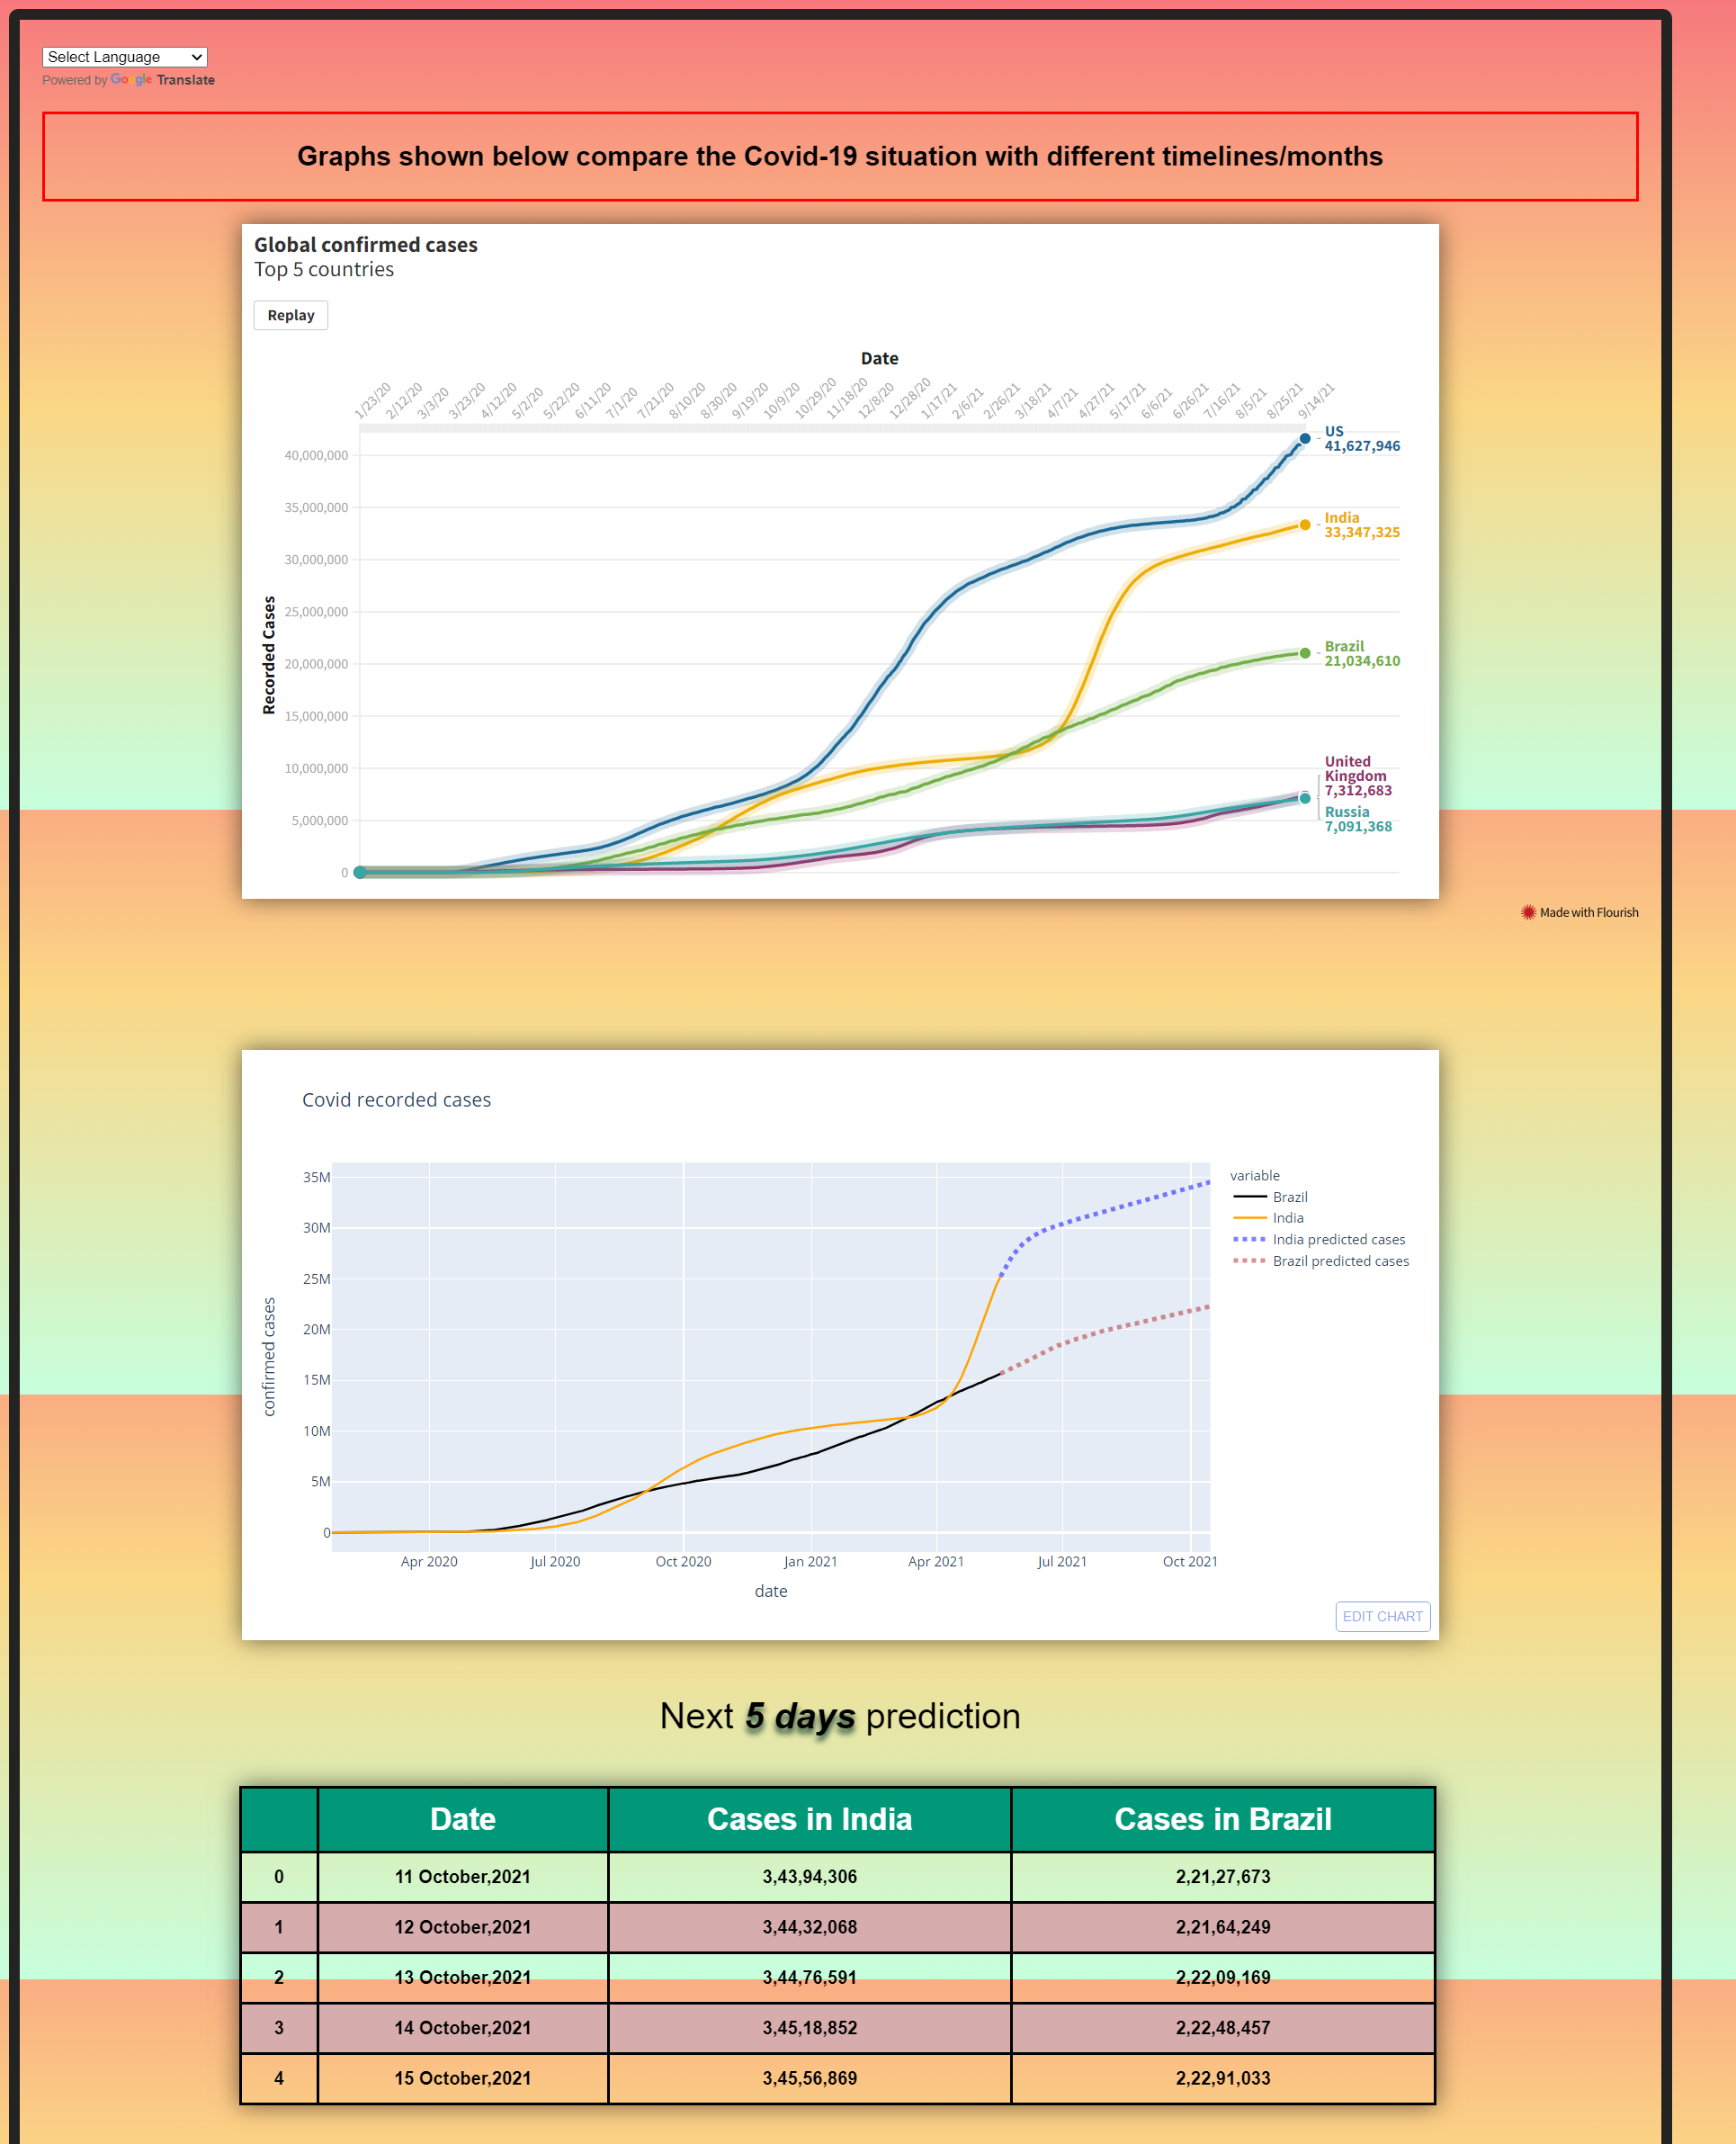 Select Language
Powered by Google Translate
Graphs shown below compare the Covid-19 situation with different timelines/months
Global confirmed cases
Top 5 countries
Replay
Date
1/23/20 2/12/20 3/3/20 3/23/20 4/12/20 5/2/20 5/22/20 6/11/20 7/1/20 7/21/20 8/10/20 8/30/20 9/19/20 10/9/20 10/29/20 11/18/20 12/8/20 12/28/20 1/17/21 2/6/21 2/26/21 3/18/21 4/7/21 4/27/21 5/17/21 6/6/21 6/26/21 7/16/21 8/5/21 8/25/21 9/14/21
Recorded Cases
40,000,000
35,000,000
30,000,000
25,000,000
20,000,000
15,000,000
10,000,000
5,000,000
0
US
41,627,946
India
33,347,325
Brazil
21,034,610
United
Kingdom
7,312,683
Russia
7,091,368
Made with Flourish
Covid recorded cases
confirmed cases
35M
30M
25M
20M
15M
10M
5M
0
Apr 2020 Jul 2020 Oct 2020 Jan 2021 Apr 2021 Jul 2021 Oct 2021
date
variable
Brazil
India
India predicted cases
Brazil predicted cases
EDIT CHART
Next 5 days prediction
Date Cases in India Cases in Brazil
0 11 October,2021 3,43,94,306 2,21,27,673
1 12 October,2021 3,44,32,068 2,21,64,249
2 13 October,2021 3,44,76,591 2,22,09,169
3 14 October,2021 3,45,18,852 2,22,48,457
4 15 October,2021 3,45,56,869 2,22,91,033